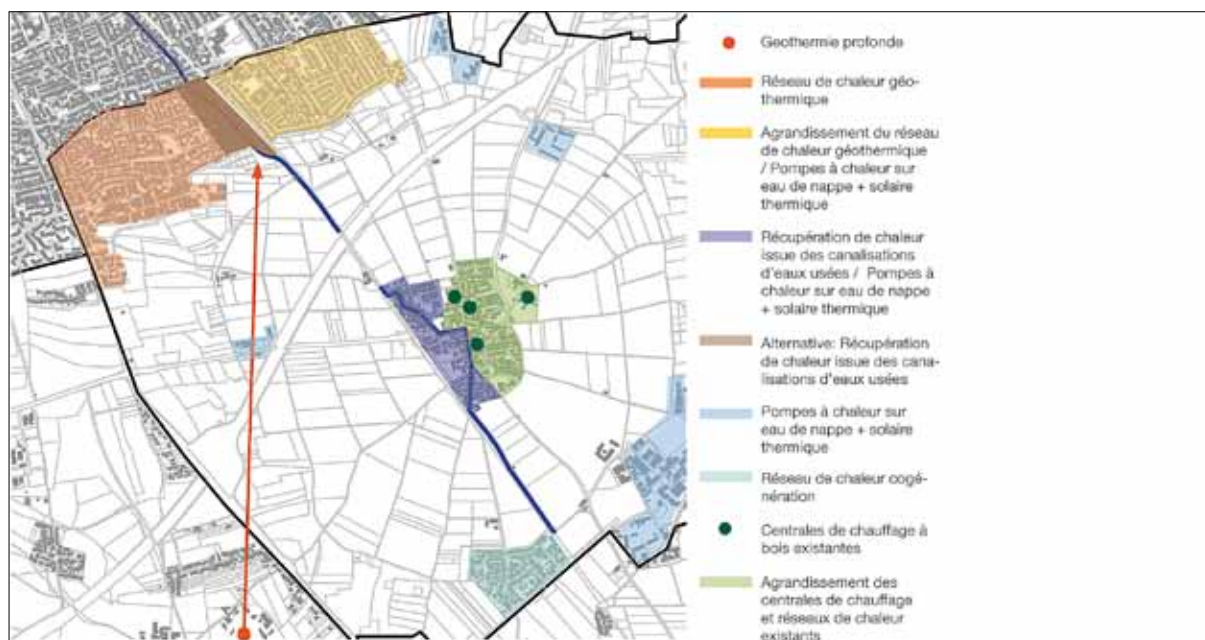 Geothermie profonde
Réseau de chaleur géo-
thermique
Agrandissement du réseau
de chaleur géothermique
/ Pompes à chaleur sur
eau de nappe + solaire
thermique
Récupération de chaleur
issue des canalisations
d'eaux usées / Pompes à
chaleur sur eau de nappe
+ solaire thermique
Alternative: Récupération
de chaleur issue des cana-
lisations d'eaux usées
Pompes à chaleur sur
eau de nappe + solaire
thermique
Réseau de chaleur cogé-
nération
Centrales de chauffage à
bois existantes
Agrandissement des
centrales de chauffage
et réseaux de chaleur
existants